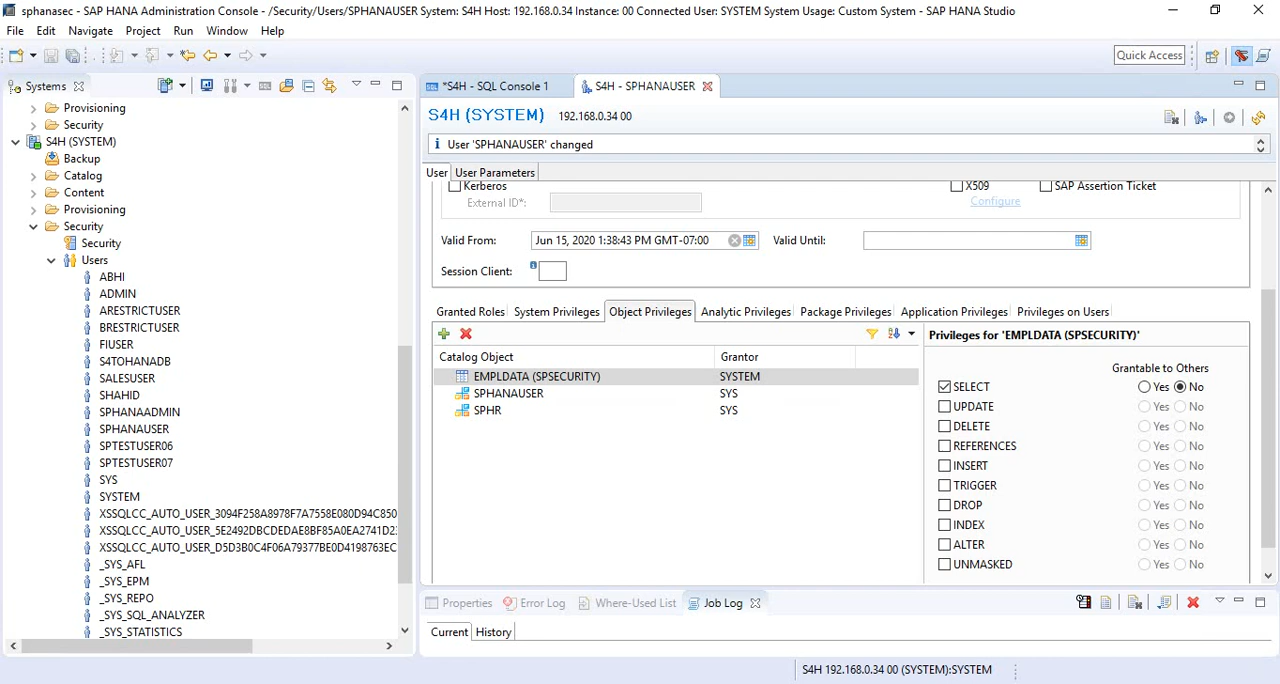 sphanasec - SAP HANA Administration Console - /Security/Users/SPHANAUSER System: S4H Host: 192.168.0.34 Instance: 00 Connected User: SYSTEM System Usage: Custom System - SAP HANA Studio
File Edit Navigate Project Run Window Help
Quick Access
Systems
Provisioning
Security
S4H (SYSTEM)
Backup
Catalog
Content
Provisioning
Security
Security
Users
ABHI
ADMIN
ARESTRICTUSER
BRESTRICTUSER
FIUSER
S4TOHANADB
SALESUSER
SHAHID
SPHANAADMIN
SPHANAUSER
SPTESTUSER06
SPTESTUSER07
SYS
SYSTEM
XSSQLCC_AUTO_USER_3094F258A8978F7A7558E080D94C850
XSSQLCC_AUTO_USER_5E2492DBCDEDAE8BF85A0EA2741D2
XSSQLCC_AUTO_USER_D5D3B0C4F06A79377BE0D4198763EC
_SYS_AFL
_SYS_EPM
_SYS_REPO
_SYS_SQL_ANALYZER
_SYS_STATISTICS
*S4H - SQL Console 1
S4H - SPHANAUSER
S4H (SYSTEM) 192.168.0.34 00
User 'SPHANAUSER' changed
User User Parameters
Kerberos X509 SAP Assertion Ticket
External ID*: Configure
Valid From: Jun 15, 2020 1:38:43 PM GMT-07:00 Valid Until:
Session Client:
Granted Roles System Privileges Object Privileges Analytic Privileges Package Privileges Application Privileges Privileges on Users
Catalog Object Grantor
EMPLDATA (SPSECURITY) SYSTEM
SPHANAUSER SYS
SPHR SYS
Privileges for 'EMPLDATA (SPSECURITY)'
Grantable to Others
SELECT Yes No
UPDATE Yes No
DELETE Yes No
REFERENCES Yes No
INSERT Yes No
TRIGGER Yes No
DROP Yes No
INDEX Yes No
ALTER Yes No
UNMASKED Yes No
Properties Error Log Where-Used List Job Log
Current History
S4H 192.168.0.34 00 (SYSTEM):SYSTEM